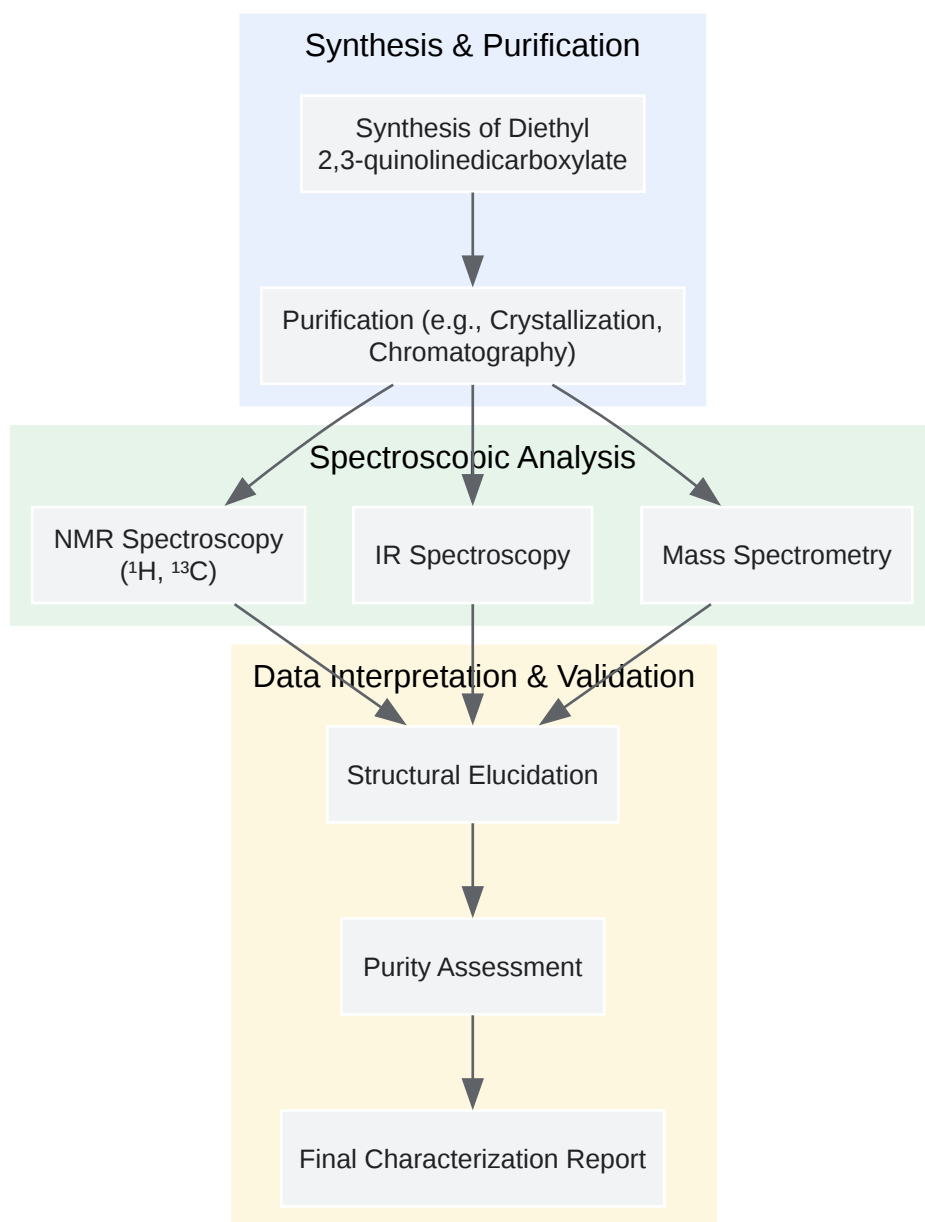 Synthesis & Purification
Synthesis of Diethyl
2,3-quinolinedicarboxylate
Purification (e.g., Crystallization,
Chromatography)
Spectroscopic Analysis
NMR Spectroscopy
(¹H, ¹³C)
IR Spectroscopy
Mass Spectrometry
Data Interpretation & Validation
Structural Elucidation
Purity Assessment
Final Characterization Report